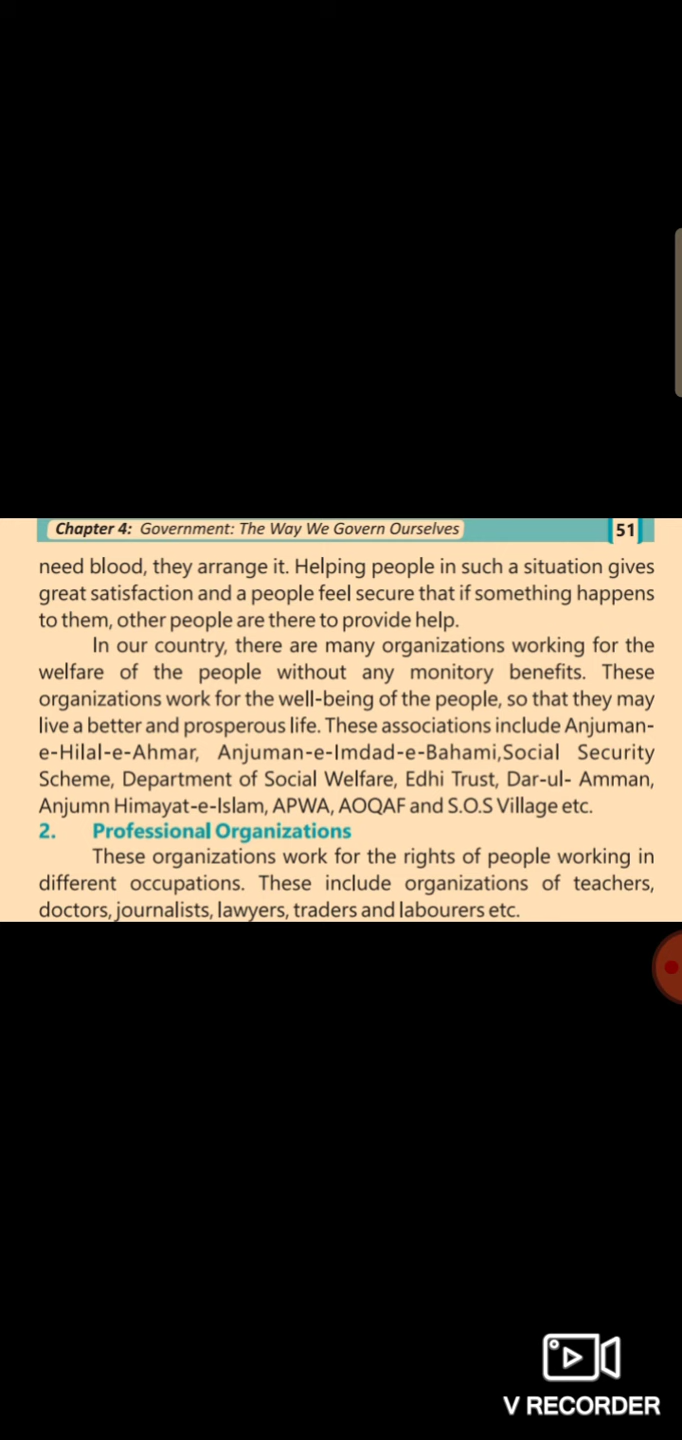 Chapter 4: Government: The Way We Govern Ourselves 51
need blood, they arrange it. Helping people in such a situation gives
great satisfaction and a people feel secure that if something happens
to them, other people are there to provide help.
In our country, there are many organizations working for the
welfare of the people without any monitory benefits. These
organizations work for the well-being of the people, so that they may
live a better and prosperous life. These associations include Anjuman-
e-Hilal-e-Ahmar, Anjuman-e-Imdad-e-Bahami,Social Security
Scheme, Department of Social Welfare, Edhi Trust, Dar-ul- Amman,
Anjumn Himayat-e-Islam, APWA, AOQAF and S.O.S Village etc.
2. Professional Organizations
These organizations work for the rights of people working in
different occupations. These include organizations of teachers,
doctors, journalists, lawyers, traders and labourers etc.
V RECORDER